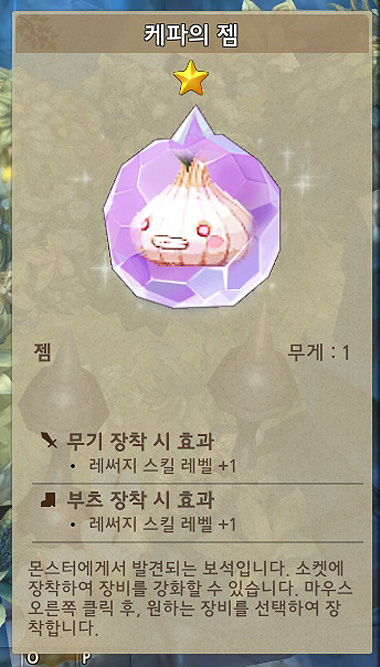 케파의 젬
젬
무게 : 1
무기 장착 시 효과
• 레써지 스킬 레벨 +1
부츠 장착 시 효과
• 레써지 스킬 레벨 +1
몬스터에게서 발견되는 보석입니다. 소켓에
장착하여 장비를 강화할 수 있습니다. 마우스
오른쪽 클릭 후, 원하는 장비를 선택하여 장
착합니다.
O P